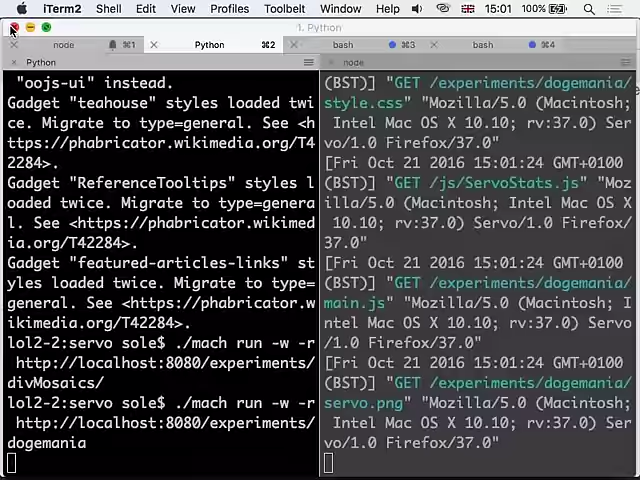 iTerm2 Shell Edit View Profiles Toolbelt Window Help 15:01 100%
1. Python
node ⌘1 Python ⌘2 bash ⌘3 bash ⌘4
Python
node
"oojs-ui" instead.
Gadget "teahouse" styles loaded twi
ce. Migrate to type=general. See <h
ttps://phabricator.wikimedia.org/T4
2284>.
Gadget "ReferenceTooltips" styles l
oaded twice. Migrate to type=genera
l. See <https://phabricator.wikimed
ia.org/T42284>.
Gadget "featured-articles-links" st
yles loaded twice. Migrate to type=
general. See <https://phabricator.w
ikimedia.org/T42284>.
lol2-2:servo sole$ ./mach run -w -r
http://localhost:8080/experiments/
divMosaics/
lol2-2:servo sole$ ./mach run -w -r
http://localhost:8080/experiments/
dogemania
(BST)] "GET /experiments/dogemania/
style.css" "Mozilla/5.0 (Macintosh;
Intel Mac OS X 10.10; rv:37.0) Ser
vo/1.0 Firefox/37.0"
[Fri Oct 21 2016 15:01:24 GMT+0100
(BST)] "GET /js/ServoStats.js" "Moz
illa/5.0 (Macintosh; Intel Mac OS X
10.10; rv:37.0) Servo/1.0 Firefox/
37.0"
[Fri Oct 21 2016 15:01:24 GMT+0100
(BST)] "GET /experiments/dogemania/
main.js" "Mozilla/5.0 (Macintosh; I
ntel Mac OS X 10.10; rv:37.0) Servo
/1.0 Firefox/37.0"
[Fri Oct 21 2016 15:01:24 GMT+0100
(BST)] "GET /experiments/dogemania/
servo.png" "Mozilla/5.0 (Macintosh;
Intel Mac OS X 10.10; rv:37.0) Ser
vo/1.0 Firefox/37.0"